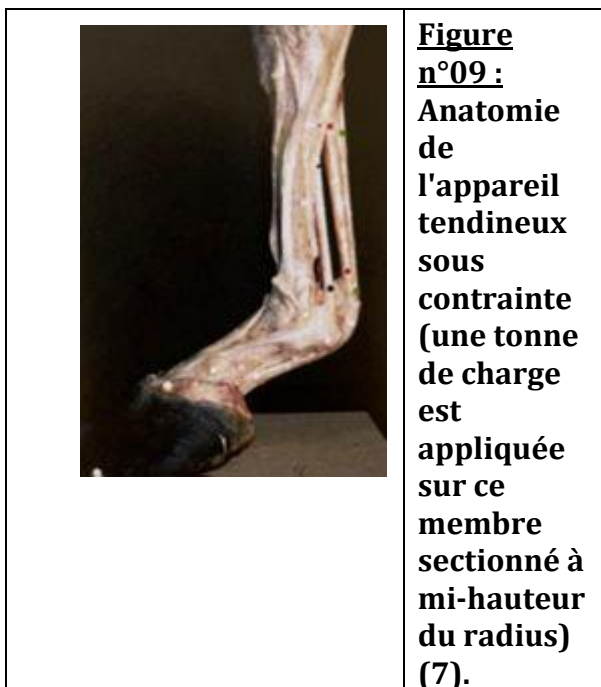 Figure
n°09 :
Anatomie
de
l'appareil
tendineux
sous
contrainte
(une tonne
de charge
est
appliquée
sur ce
membre
sectionné à
mi-hauteur
du radius)
(7).